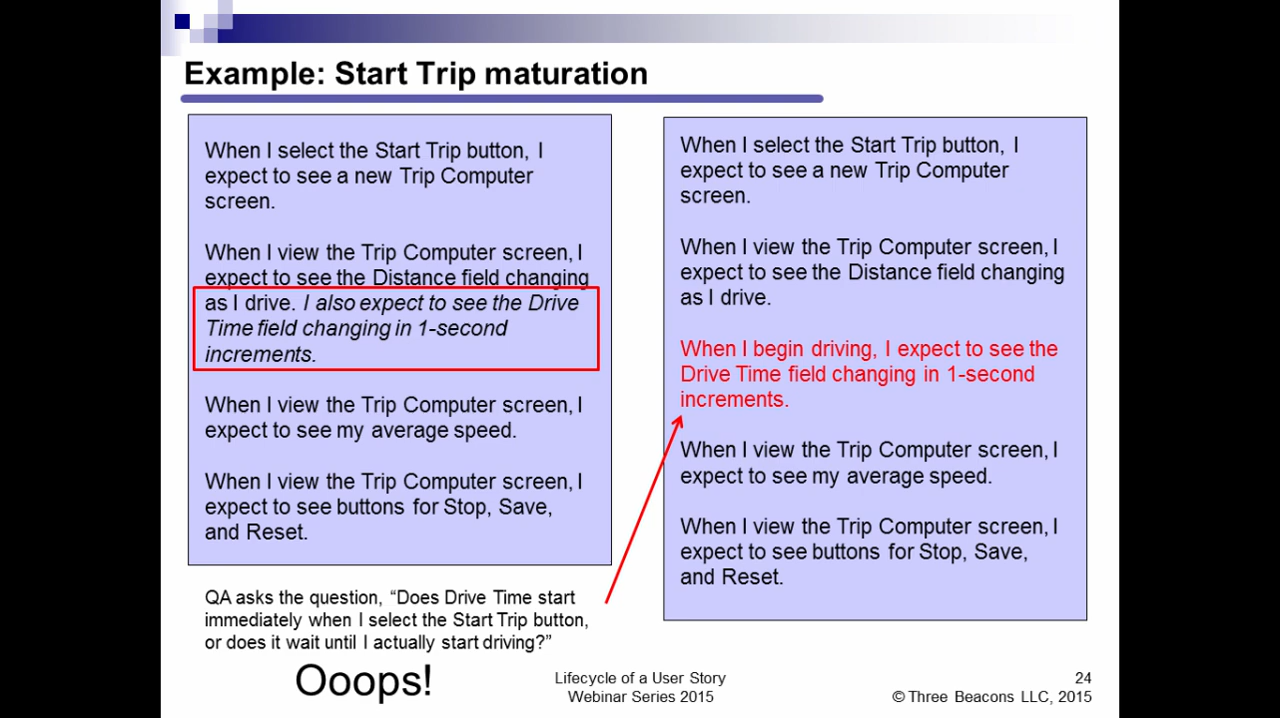 Example: Start Trip maturation
When I select the Start Trip button, I
expect to see a new Trip Computer
screen.
When I view the Trip Computer screen, I
expect to see the Distance field changing
as I drive. I also expect to see the Drive
Time field changing in 1-second
increments.
When I view the Trip Computer screen, I
expect to see my average speed.
When I view the Trip Computer screen, I
expect to see buttons for Stop, Save,
and Reset.
When I select the Start Trip button, I
expect to see a new Trip Computer
screen.
When I view the Trip Computer screen, I
expect to see the Distance field changing
as I drive.
When I begin driving, I expect to see the
Drive Time field changing in 1-second
increments.
When I view the Trip Computer screen, I
expect to see my average speed.
When I view the Trip Computer screen, I
expect to see buttons for Stop, Save,
and Reset.
QA asks the question, “Does Drive Time start
immediately when I select the Start Trip button,
or does it wait until I actually start driving?”
Ooops!
Lifecycle of a User Story
Webinar Series 2015
24
© Three Beacons LLC, 2015